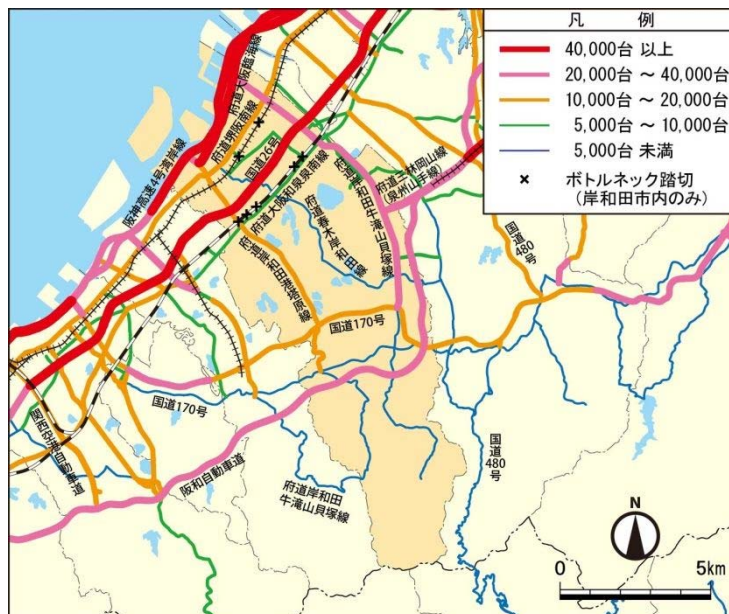 凡 例
40,000台 以上
20,000台 ～ 40,000台
10,000台 ～ 20,000台
5,000台 ～ 10,000台
5,000台 未満
ボトルネック踏切
（岸和田市内のみ）
府道大阪臨海線
府道堺阪南線
国道26号
阪神高速4号湾岸線
府道大阪和泉泉南線
府道春木岸和田線
府道岸和田牛滝山貝塚線
府道三林岡山線
（泉州山手線）
府道岸和田港塔原線
国道480号
国道170号
国道170号
関西空港自動車道
阪和自動車道
府道岸和田
牛滝山貝塚線
国道480号
N
0 5km